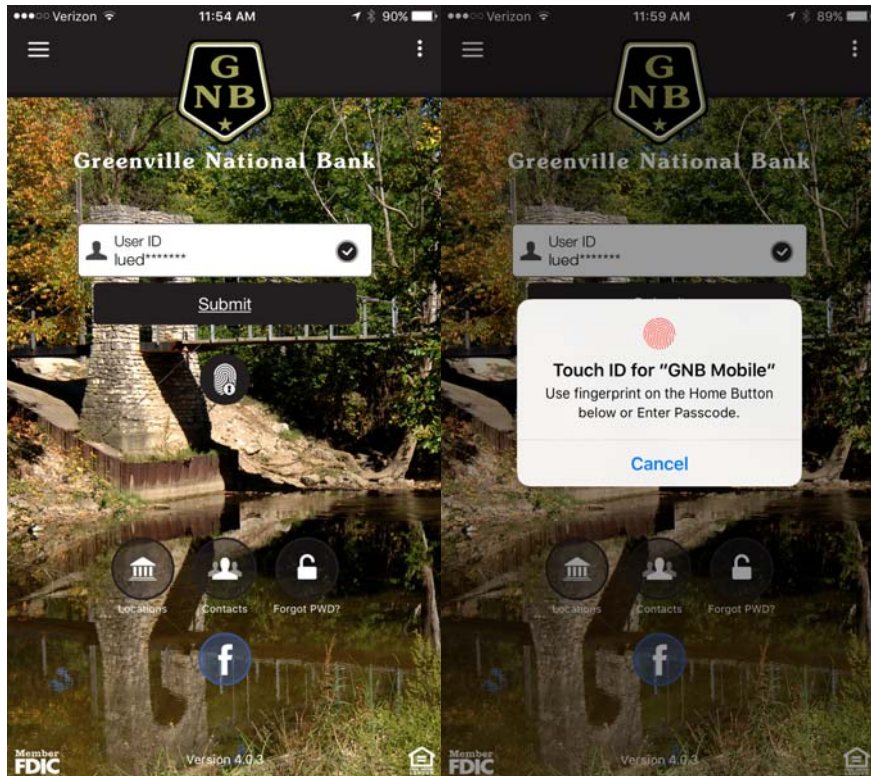 Verizon 11:54 AM 90%
G
NB
Greenville National Bank
User ID
lued*******
Submit
Locations
Contacts
Forgot PWD?
f
Member
FDIC
Version 4.0.3
Verizon 11:59 AM 89%
G
NB
Greenville National Bank
User ID
lued*******
Touch ID for “GNB Mobile”
Use fingerprint on the Home Button
below or Enter Passcode.
Cancel
Locations
Contacts
Forgot PWD?
f
Member
FDIC
Version 4.0.3